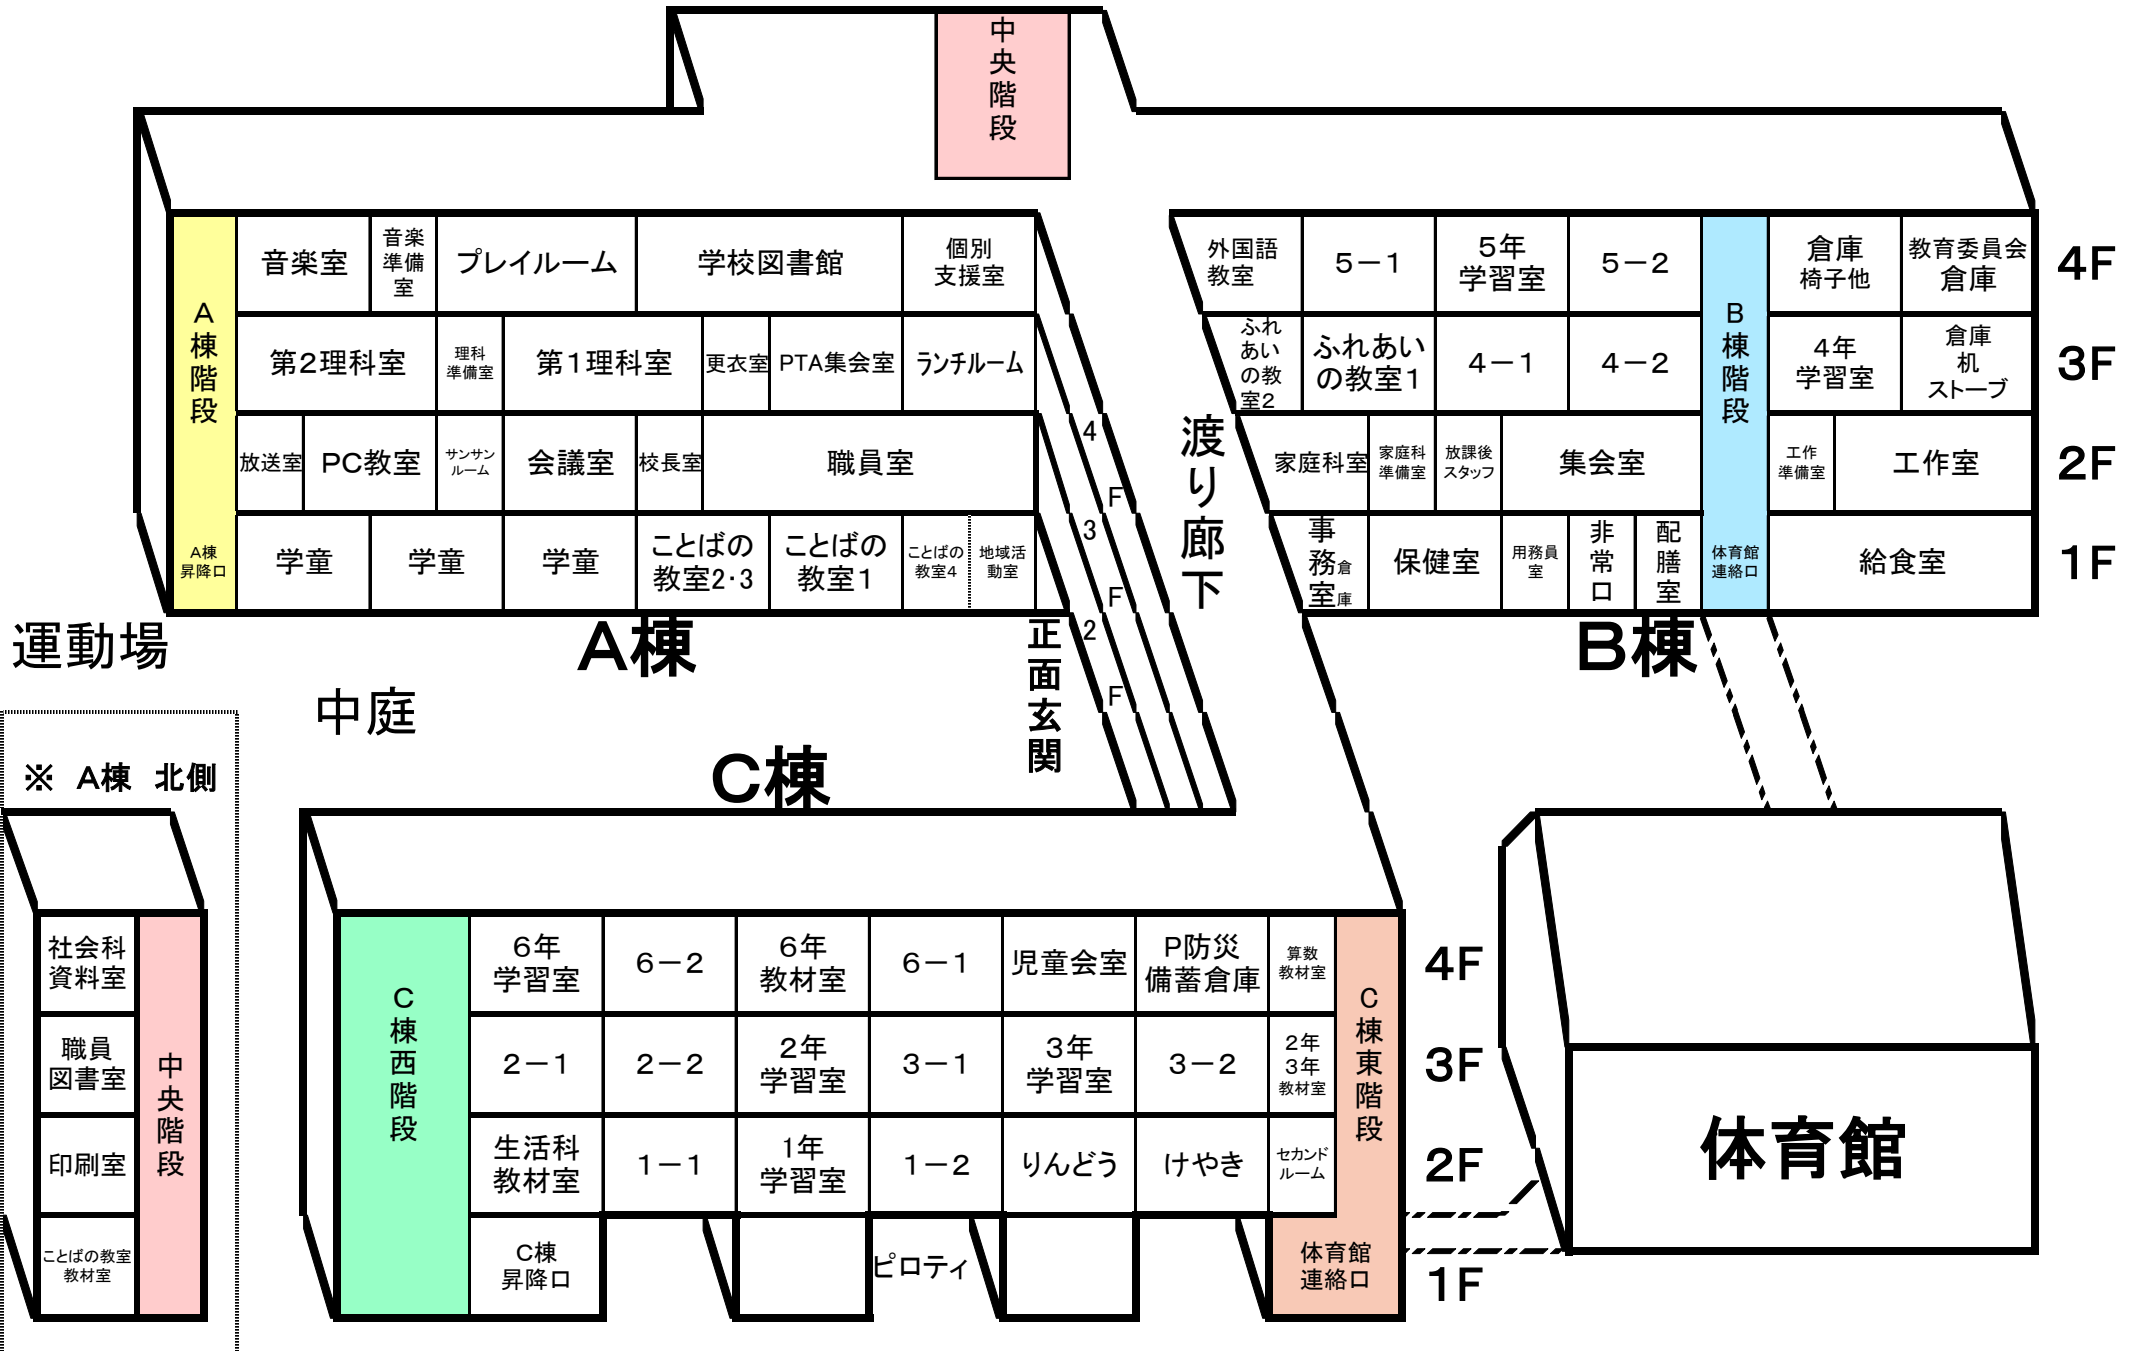 中央階段
音楽室
音楽
準備
室
プレイルーム
学校図書館
個別
支援室
外国語
教室
5-1
5年
学習室
5-2
倉庫
椅子他
教育委員会
倉庫
4F
A棟階段
第2理科室
理科
準備室
第1理科室
更衣室
PTA集会室
ランチルーム
ふれ
あい
の教
室2
ふれあい
の教室1
4-1
4-2
B棟階段
4年
学習室
倉庫
机
ストーブ
3F
放送室
PC教室
サンサン
ルーム
会議室
校長室
職員室
4F
渡り廊下
家庭科室
家庭科
準備室
放課後
スタッフ
集会室
工作
準備室
工作室
2F
A棟
昇降口
学童
学童
学童
ことばの
教室2・3
ことばの
教室1
ことばの
教室4
地域活
動室
3F
事務室
倉庫
保健室
用務員
室
非常口
配膳室
体育館
連絡口
給食室
1F
運動場
A棟
正面玄関
2F
B棟
中庭
C棟
※ A棟 北側
社会科
資料室
職員
図書室
印刷室
ことばの教室
教材室
中央階段
C棟西階段
6年
学習室
6-2
6年
教材室
6-1
児童会室
P防災
備蓄倉庫
算数
教材室
C棟東階段
4F
2-1
2-2
2年
学習室
3-1
3年
学習室
3-2
2年
3年
教材室
3F
生活科
教材室
1-1
1年
学習室
1-2
りんどう
けやき
セカンド
ルーム
2F
C棟
昇降口
ピロティ
体育館
連絡口
1F
体育館